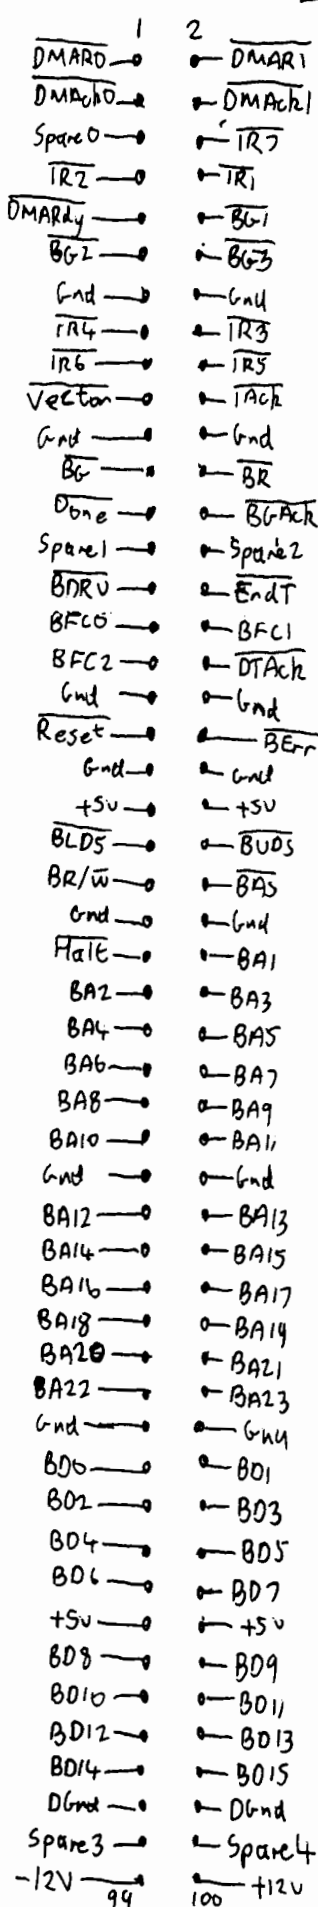 1 2
DMAR0 DMAR1
DMAck0 DMAck1
Spare0 IR7
IR2 IR1
DMARdy BG1
BG2 BG3
Gnd Gnd
IR4 IR3
IR6 IR5
Vector IAck
Gnd Gnd
BG BR
Done BGAck
Spare1 Spare2
BDRV EndT
BFC0 BFC1
BFC2 DTAck
Gnd Gnd
Reset BErr
Gnd Gnd
+5v +5v
BLDS BUDS
BR/W BAS
Gnd Gnd
Halt BA1
BA2 BA3
BA4 BA5
BA6 BA7
BA8 BA9
BA10 BA11
Gnd Gnd
BA12 BA13
BA14 BA15
BA16 BA17
BA18 BA19
BA20 BA21
BA22 BA23
Gnd Gnd
BD0 BD1
BD2 BD3
BD4 BD5
BD6 BD7
+5v +5v
BD8 BD9
BD10 BD11
BD12 BD13
BD14 BD15
DGnd DGnd
Spare3 Spare4
-12V +12v
99 100